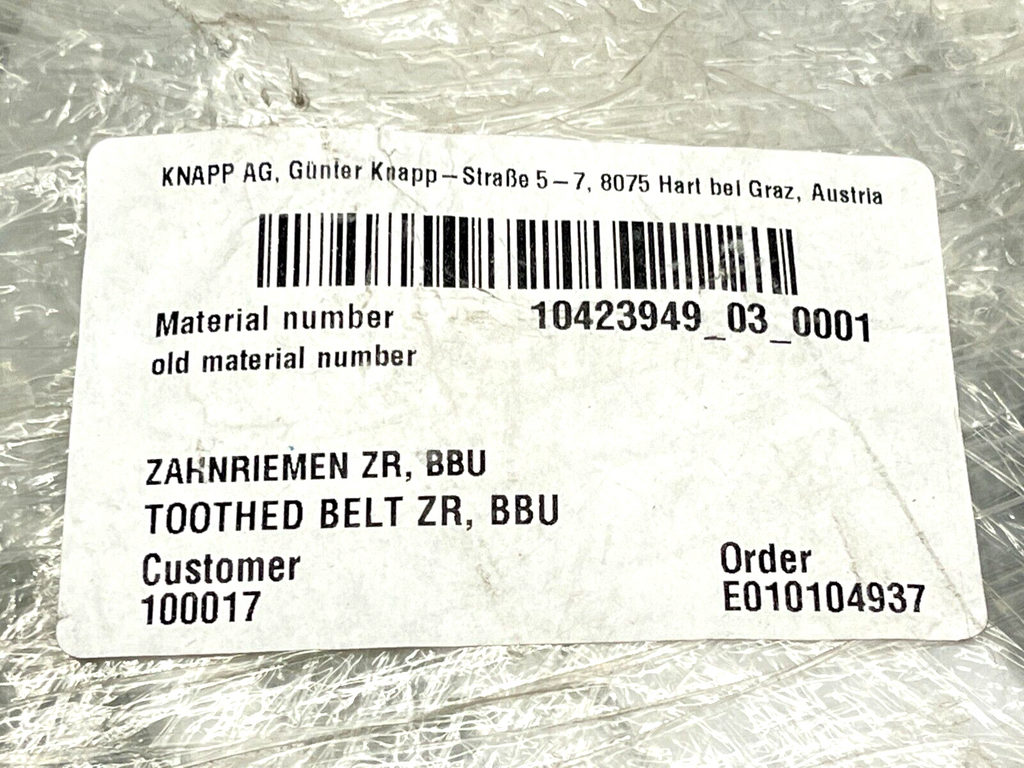 KNAPP AG, Günter Knapp–Straße 5–7, 8075 Hart bei Graz, Austria
Material number 10423949_03_0001
old material number
ZAHNRIEMEN ZR, BBU
TOOTHED BELT ZR, BBU
Customer Order
100017 E010104937